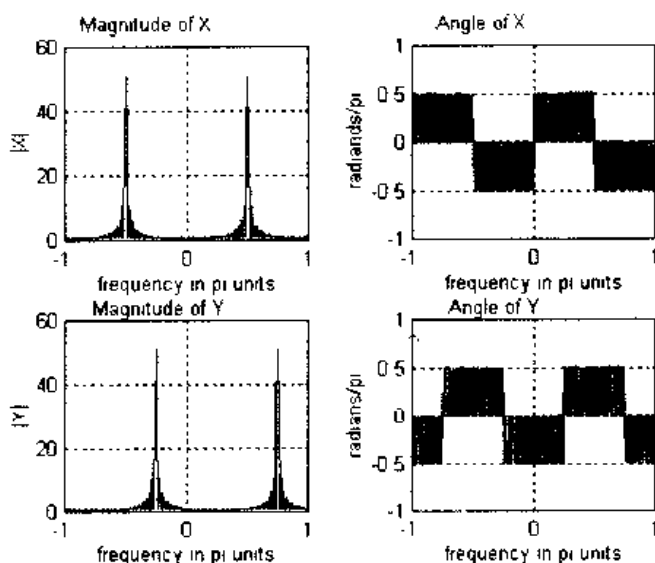 Magnitude of X
Angle of X
60
40
20
0
|X|
-1
0
1
frequency in pi units
1
0.5
0
-0.5
-1
radiands/pi
-1
0
1
frequency in pi units
Magnitude of Y
Angle of Y
60
40
20
0
|Y|
-1
0
1
frequency in pi units
1
0.5
0
-0.5
-1
radians/pi
-1
0
1
frequency in pi units